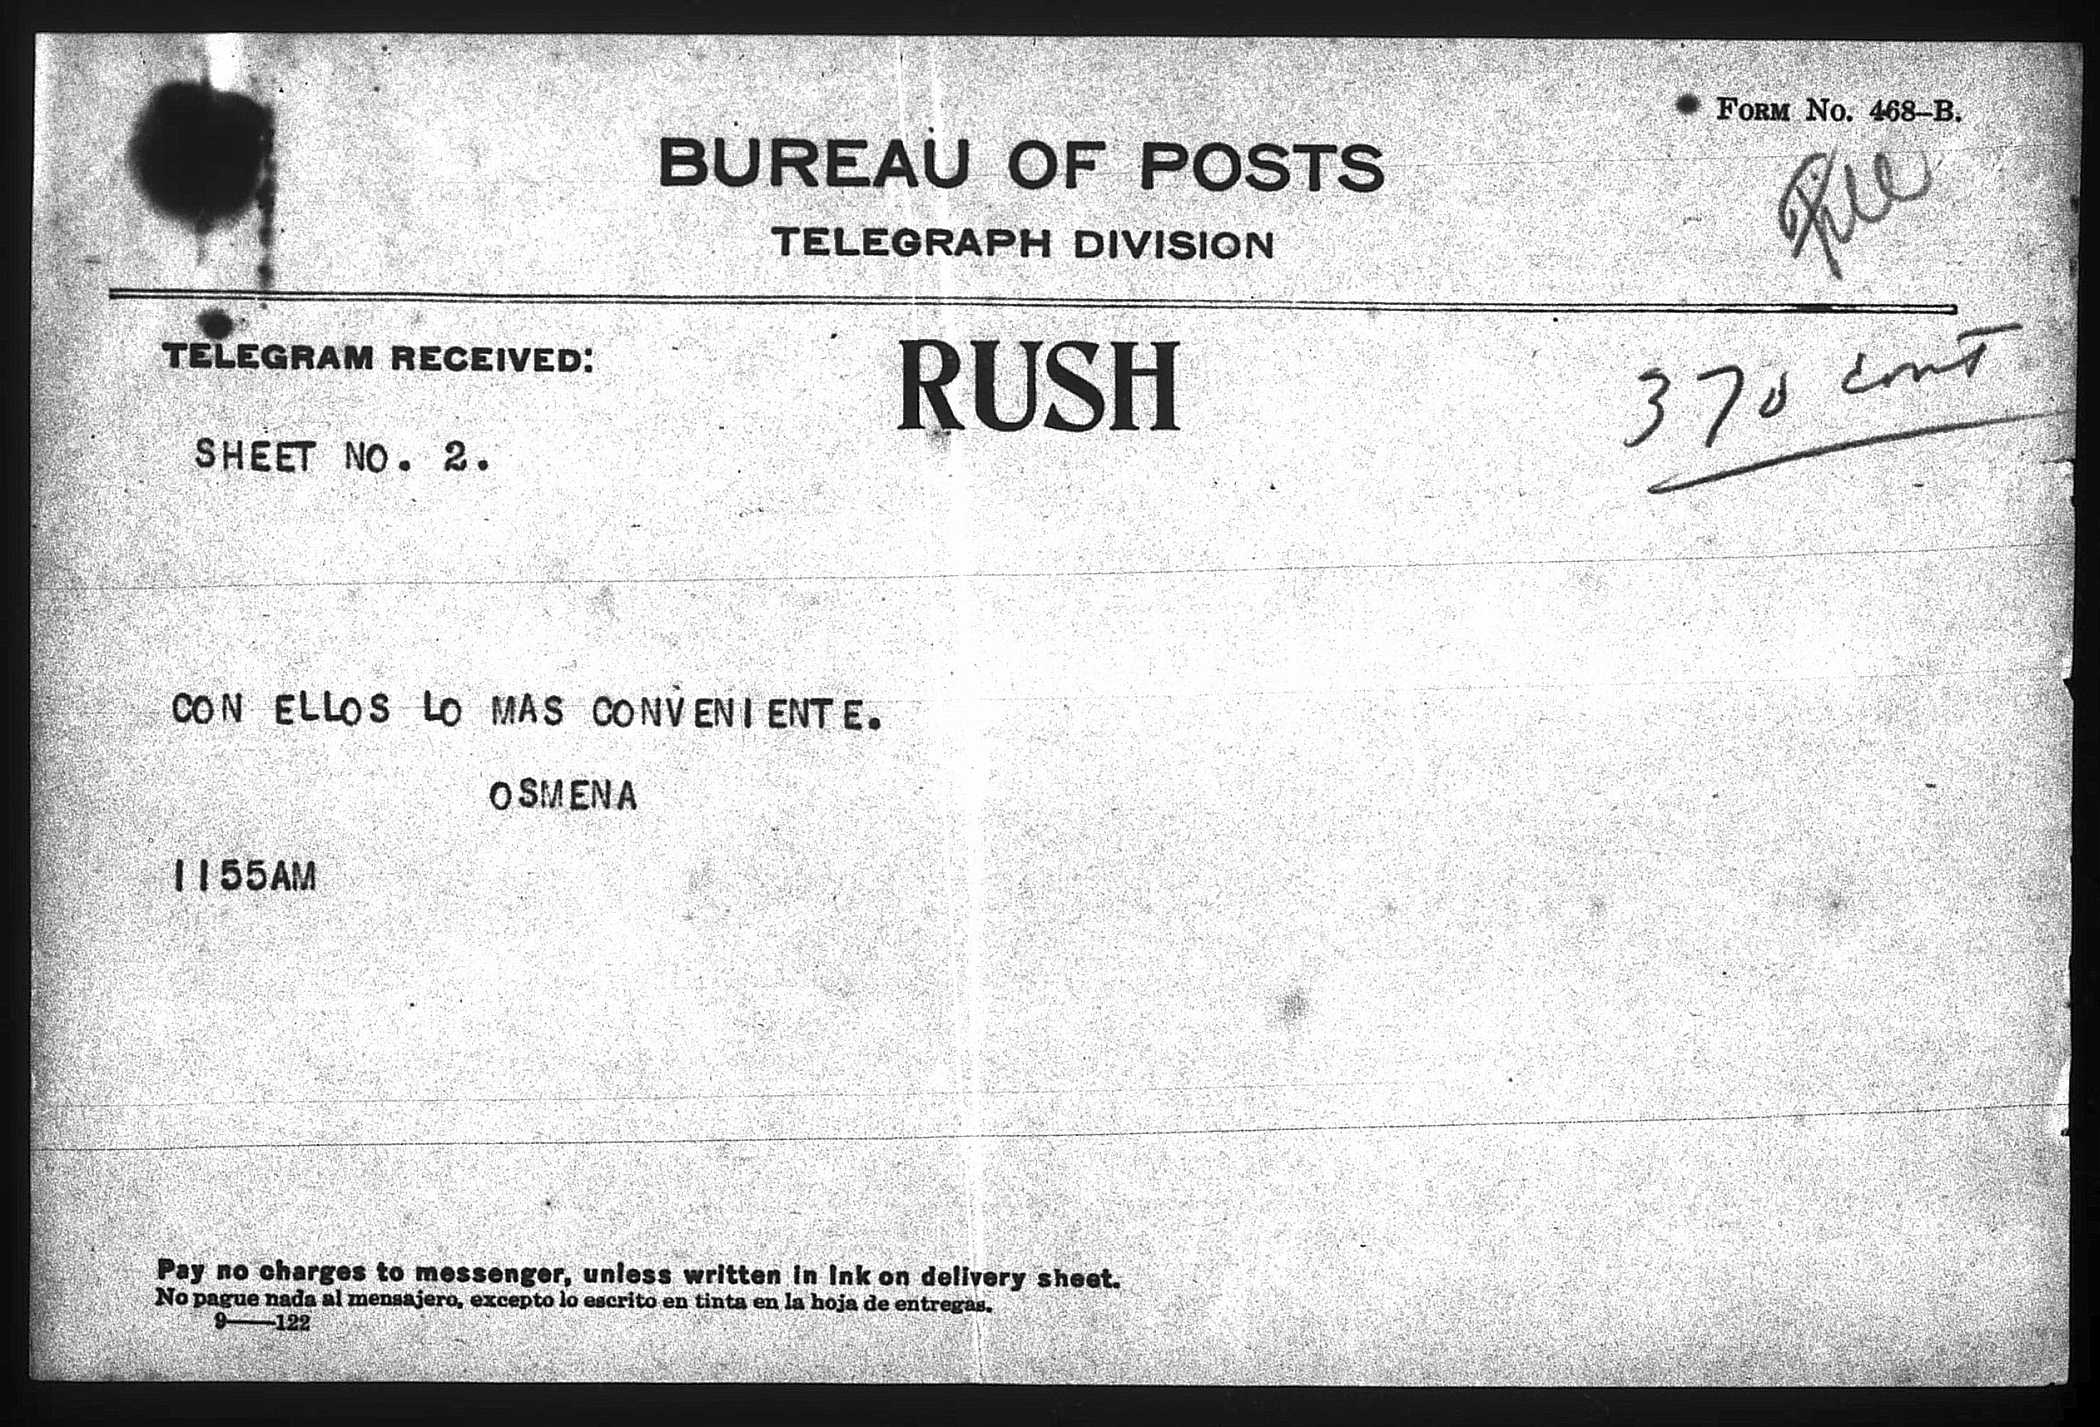 FORM NO. 468–B.
File
BUREAU OF POSTS
TELEGRAPH DIVISION
TELEGRAM RECEIVED:
RUSH
SHEET NO. 2.
CON ELLOS LO MAS CONVENIENTE.
OSMENA
1155AM
Pay no charges to messenger, unless written in ink on delivery sheet.
No pague nada al mensajero, excepto lo escrito en tinta en la hoja de entregas.
9——122